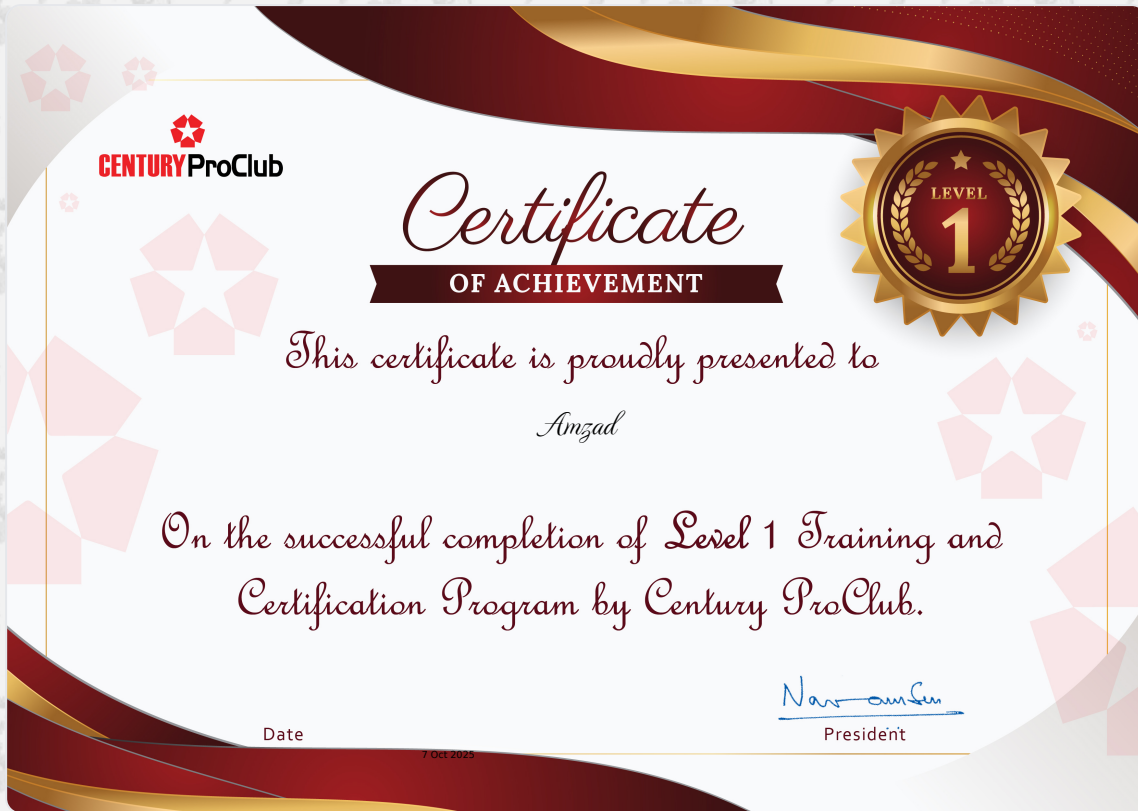 CENTURY ProClub
LEVEL
1
Certificate
OF ACHIEVEMENT
This certificate is proudly presented to
Amzad
On the successful completion of Level 1 Training and
Certification Program by Century ProClub.
Date
President
7 Oct 2025